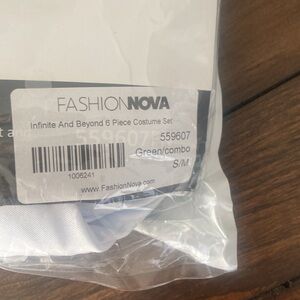 FASHIONNOVA
Infinite And Beyond 6 Piece Costume Set
559607
Green/combo
S/M
1006241
www.FashionNova.com